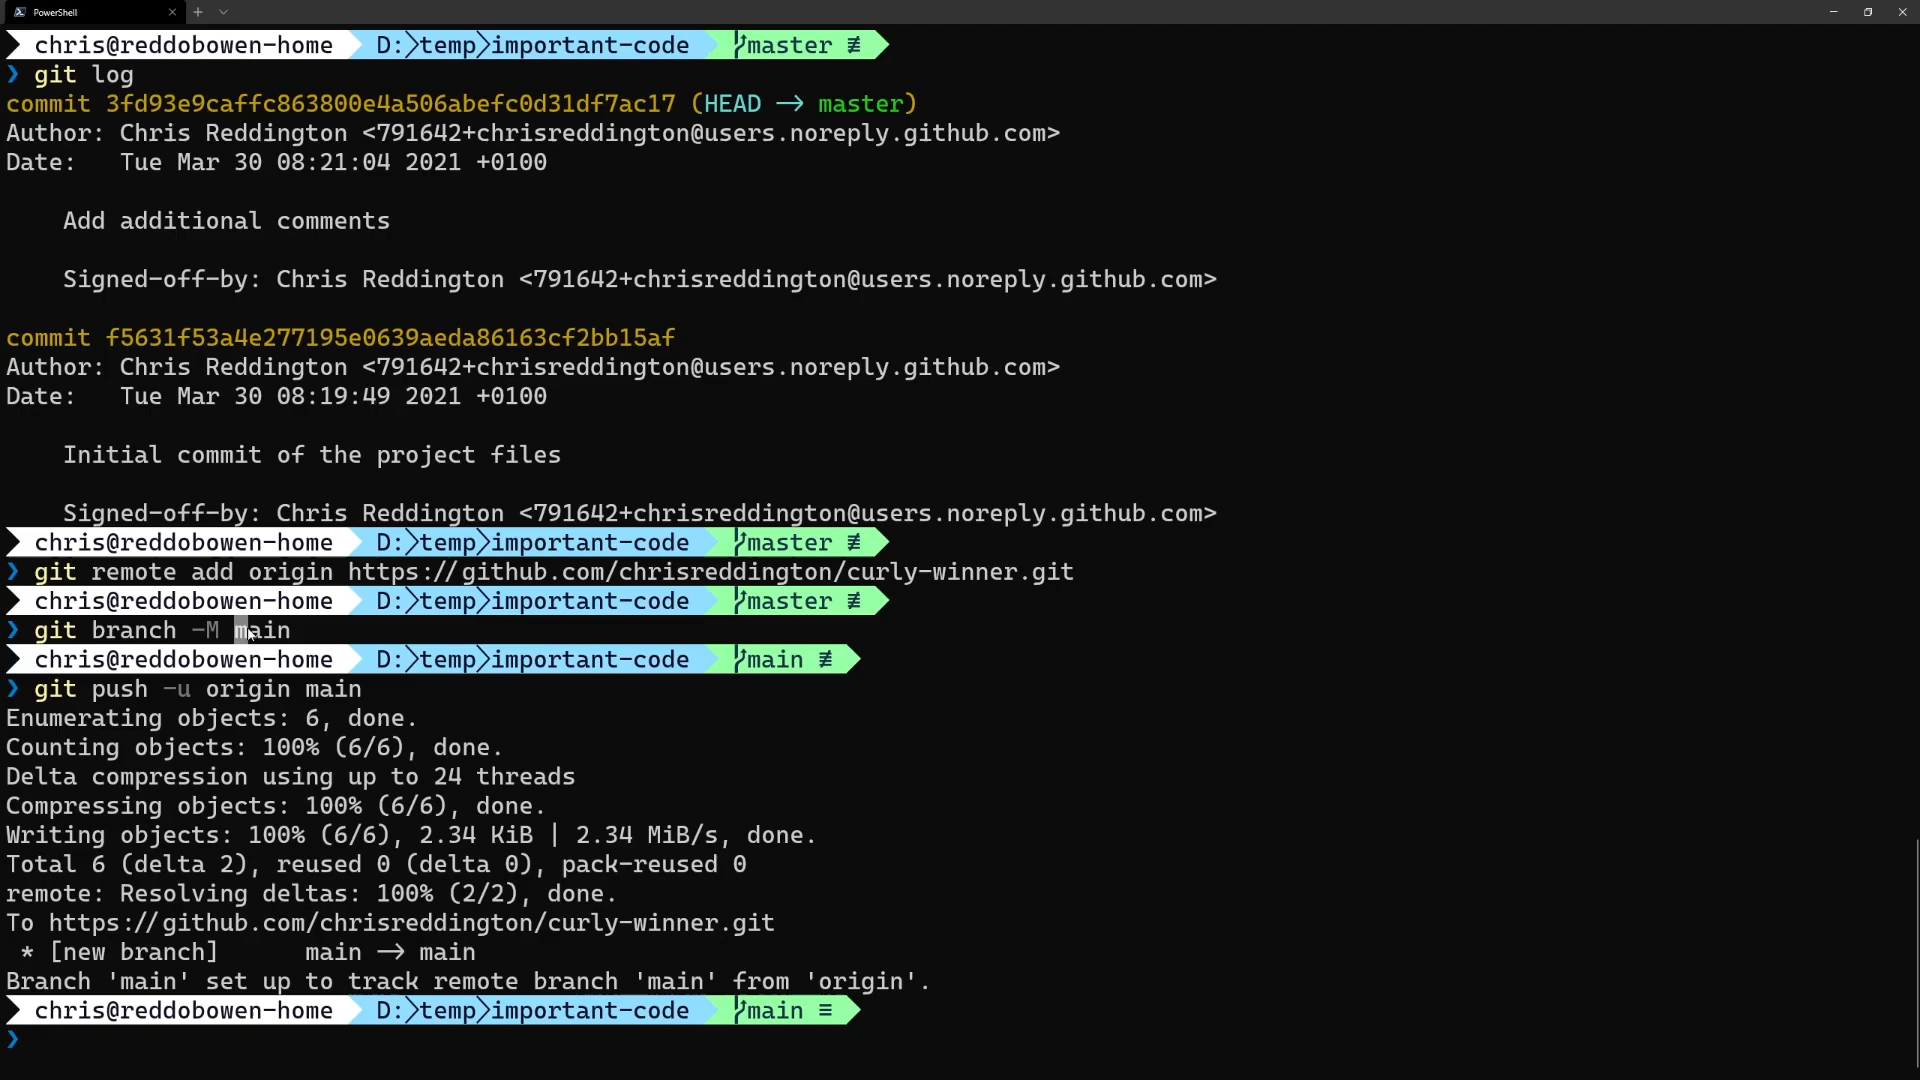 PowerShell
chris@reddobowen-home D:〉temp〉important-code master ≢
❯ git log
commit 3fd93e9caffc863800e4a506abefc0d31df7ac17 (HEAD -> master)
Author: Chris Reddington <791642+chrisreddington@users.noreply.github.com>
Date:   Tue Mar 30 08:21:04 2021 +0100
Add additional comments
Signed-off-by: Chris Reddington <791642+chrisreddington@users.noreply.github.com>
commit f5631f53a4e277195e0639aeda86163cf2bb15af
Author: Chris Reddington <791642+chrisreddington@users.noreply.github.com>
Date:   Tue Mar 30 08:19:49 2021 +0100
Initial commit of the project files
Signed-off-by: Chris Reddington <791642+chrisreddington@users.noreply.github.com>
chris@reddobowen-home D:〉temp〉important-code master ≢
❯ git remote add origin https://github.com/chrisreddington/curly-winner.git
chris@reddobowen-home D:〉temp〉important-code master ≢
❯ git branch -M main
chris@reddobowen-home D:〉temp〉important-code main ≢
❯ git push -u origin main
Enumerating objects: 6, done.
Counting objects: 100% (6/6), done.
Delta compression using up to 24 threads
Compressing objects: 100% (6/6), done.
Writing objects: 100% (6/6), 2.34 KiB | 2.34 MiB/s, done.
Total 6 (delta 2), reused 0 (delta 0), pack-reused 0
remote: Resolving deltas: 100% (2/2), done.
To https://github.com/chrisreddington/curly-winner.git
* [new branch]      main -> main
Branch 'main' set up to track remote branch 'main' from 'origin'.
chris@reddobowen-home D:〉temp〉important-code main ≡
❯